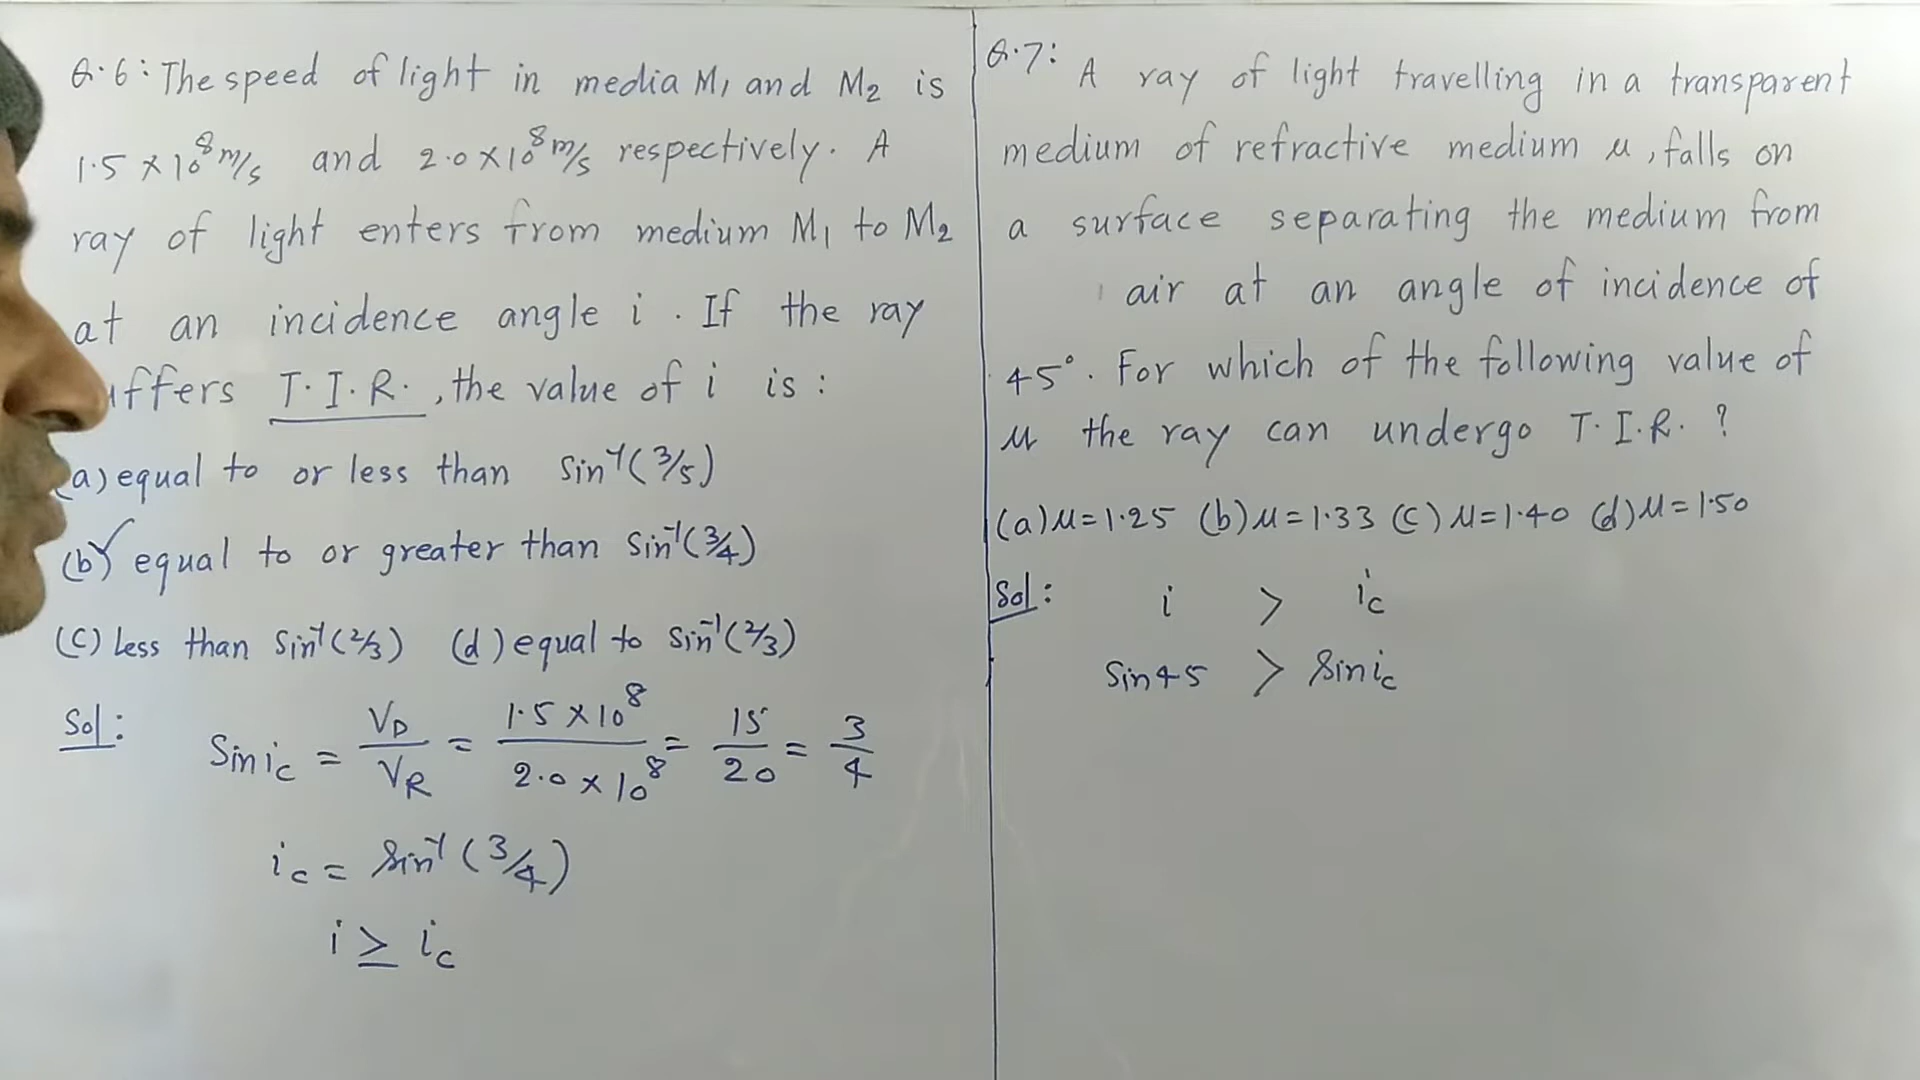 Q.6: The speed of light in media M₁ and M₂ is
1.5 × 10⁸ m/s and 2.0 × 10⁸ m/s respectively. A
ray of light enters from medium M₁ to M₂
at an incidence angle i. If the ray
uffers T.I.R., the value of i is :
(a) equal to or less than Sin⁻¹(3/5)
(b) ✓ equal to or greater than Sin⁻¹(3/4)
(C) Less than Sin⁻¹(2/3) (d) equal to Sin⁻¹(2/3)
Sol: Sin i_c = V_D/V_R = 1.5 × 10⁸/2.0 × 10⁸ = 15/20 = 3/4
i_c = Sin⁻¹(3/4)
i ≥ i_c
Q.7: A ray of light travelling in a transparent
medium of refractive medium μ, falls on
a surface separating the medium from
air at an angle of incidence of
45°. For which of the following value of
μ the ray can undergo T.I.R. ?
(a) μ = 1.25 (b) μ = 1.33 (c) μ = 1.40 (d) μ = 1.50
Sol: i > i_c
Sin 45 > Sin i_c